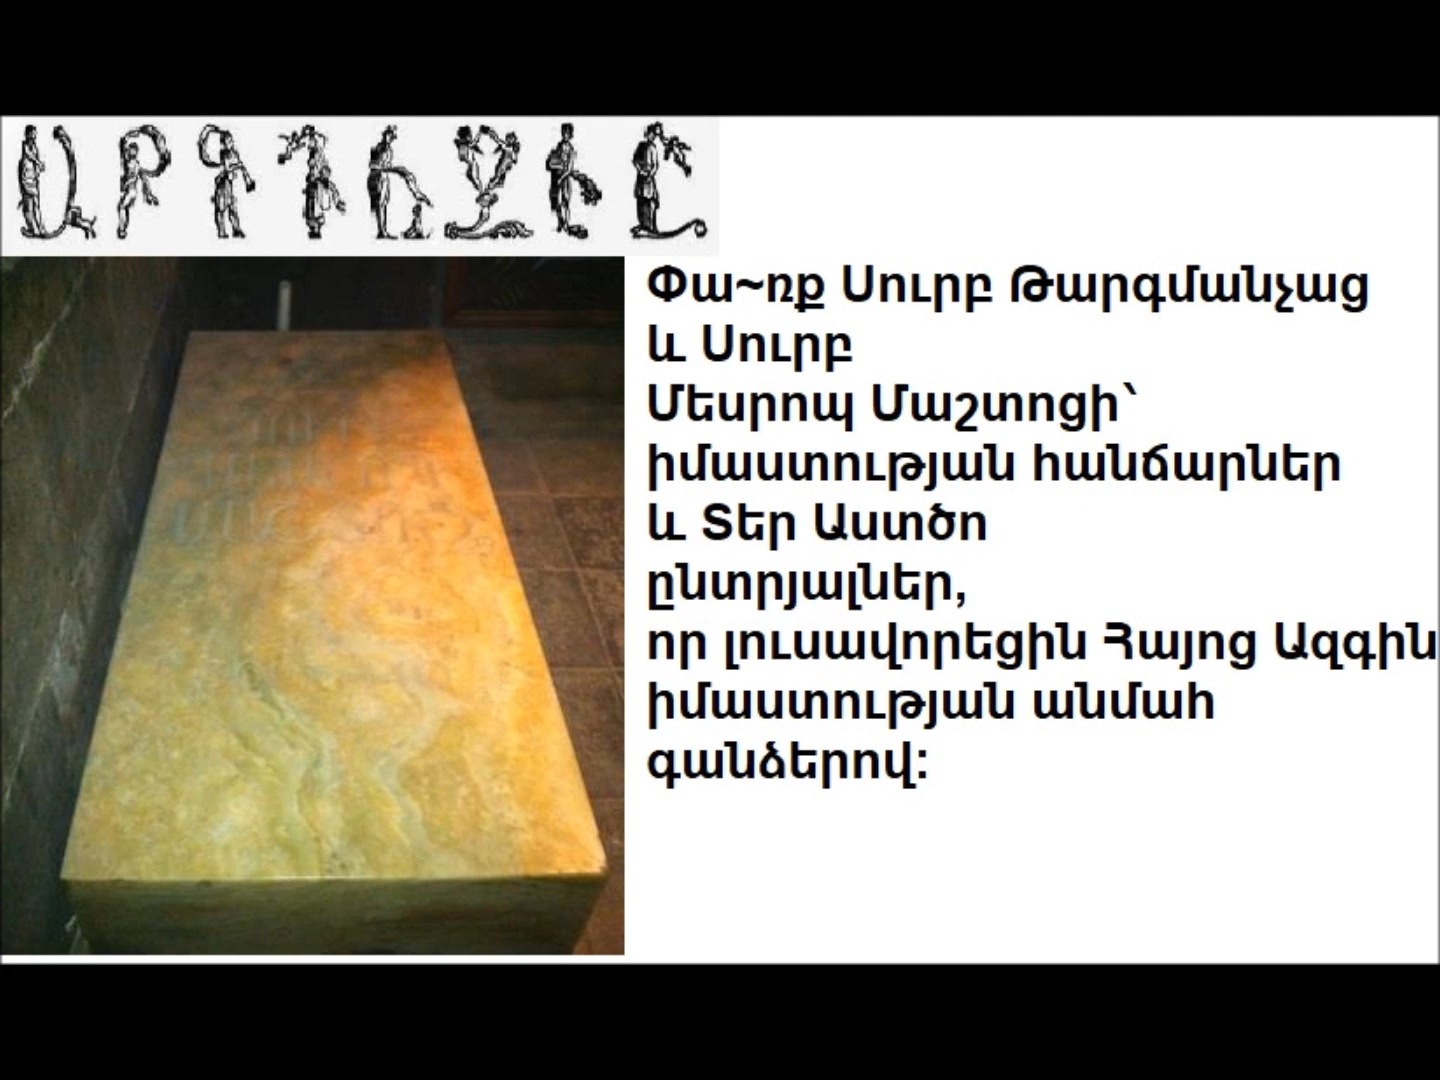 ԱԲԳԴԵԶԷԸ
Փա~ռք Սուրբ Թարգմանչաց
և Սուրբ
Մեսրոպ Մաշտոցի՝
իմաստության հանճարներ
և Տեր Աստծո
ընտրյալներ,
որ լուսավորեցին Հայոց Ազգին
իմաստության անմահ
գանձերով: